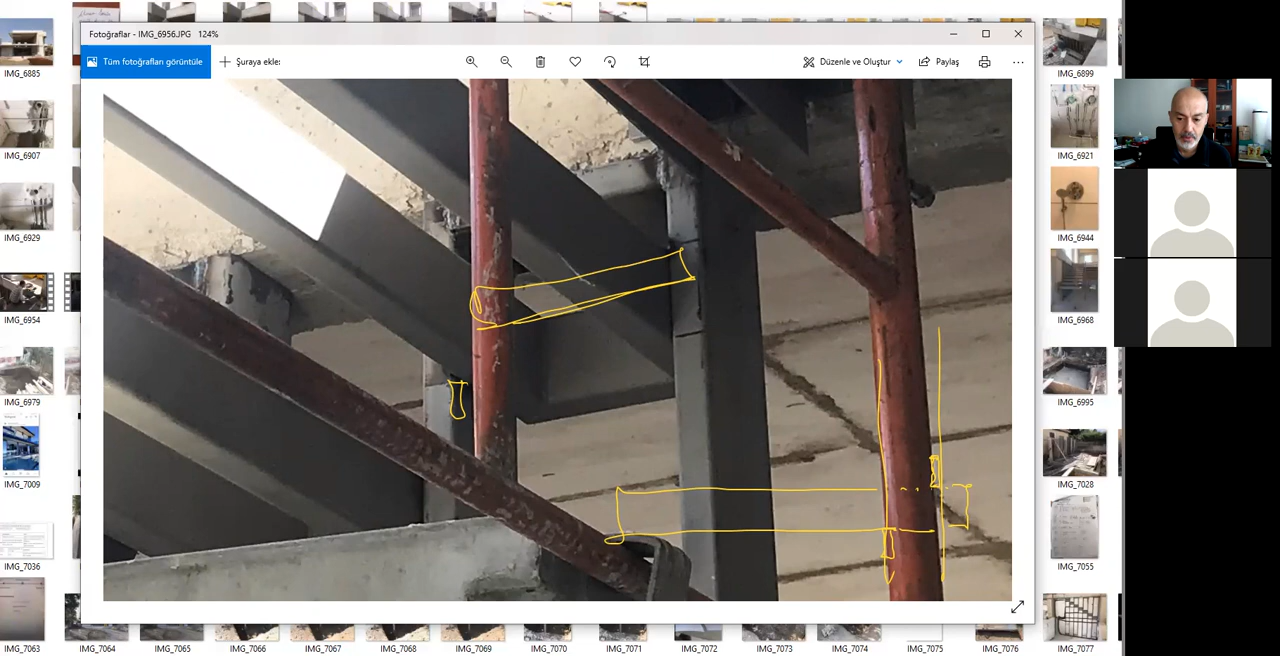 Fotoğraflar - IMG_6956.JPG 124%
Tüm fotoğrafları görüntüle
Şuraya ekle:
Düzenle ve Oluştur
Paylaş
IMG_6885
IMG_6899
IMG_6907
IMG_6921
IMG_6929
IMG_6944
IMG_6954
IMG_6968
IMG_6979
IMG_6995
IMG_7009
IMG_7028
IMG_7036
IMG_7055
IMG_7063
IMG_7064
IMG_7065
IMG_7066
IMG_7067
IMG_7068
IMG_7069
IMG_7070
IMG_7071
IMG_7072
IMG_7073
IMG_7074
IMG_7075
IMG_7076
IMG_7077